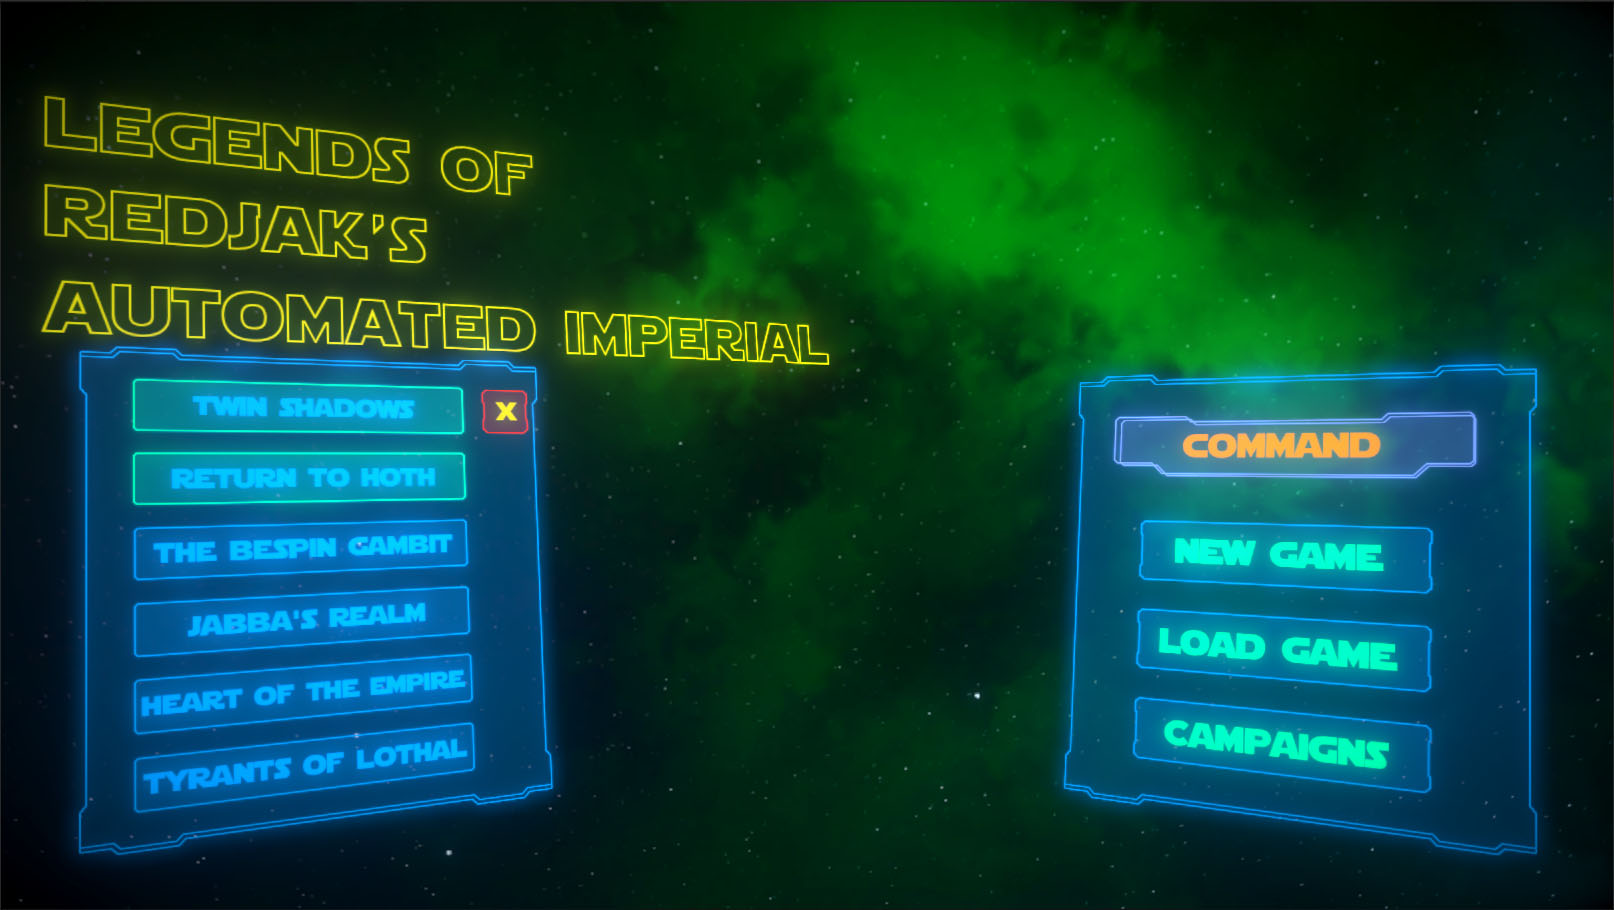 LEGENDS OF
REDJAK'S
AUTOMATED IMPERIAL
TWIN SHADOWS
X
RETURN TO HOTH
THE BESPIN GAMBIT
JABBA'S REALM
HEART OF THE EMPIRE
TYRANTS OF LOTHAL
COMMAND
NEW GAME
LOAD GAME
CAMPAIGNS